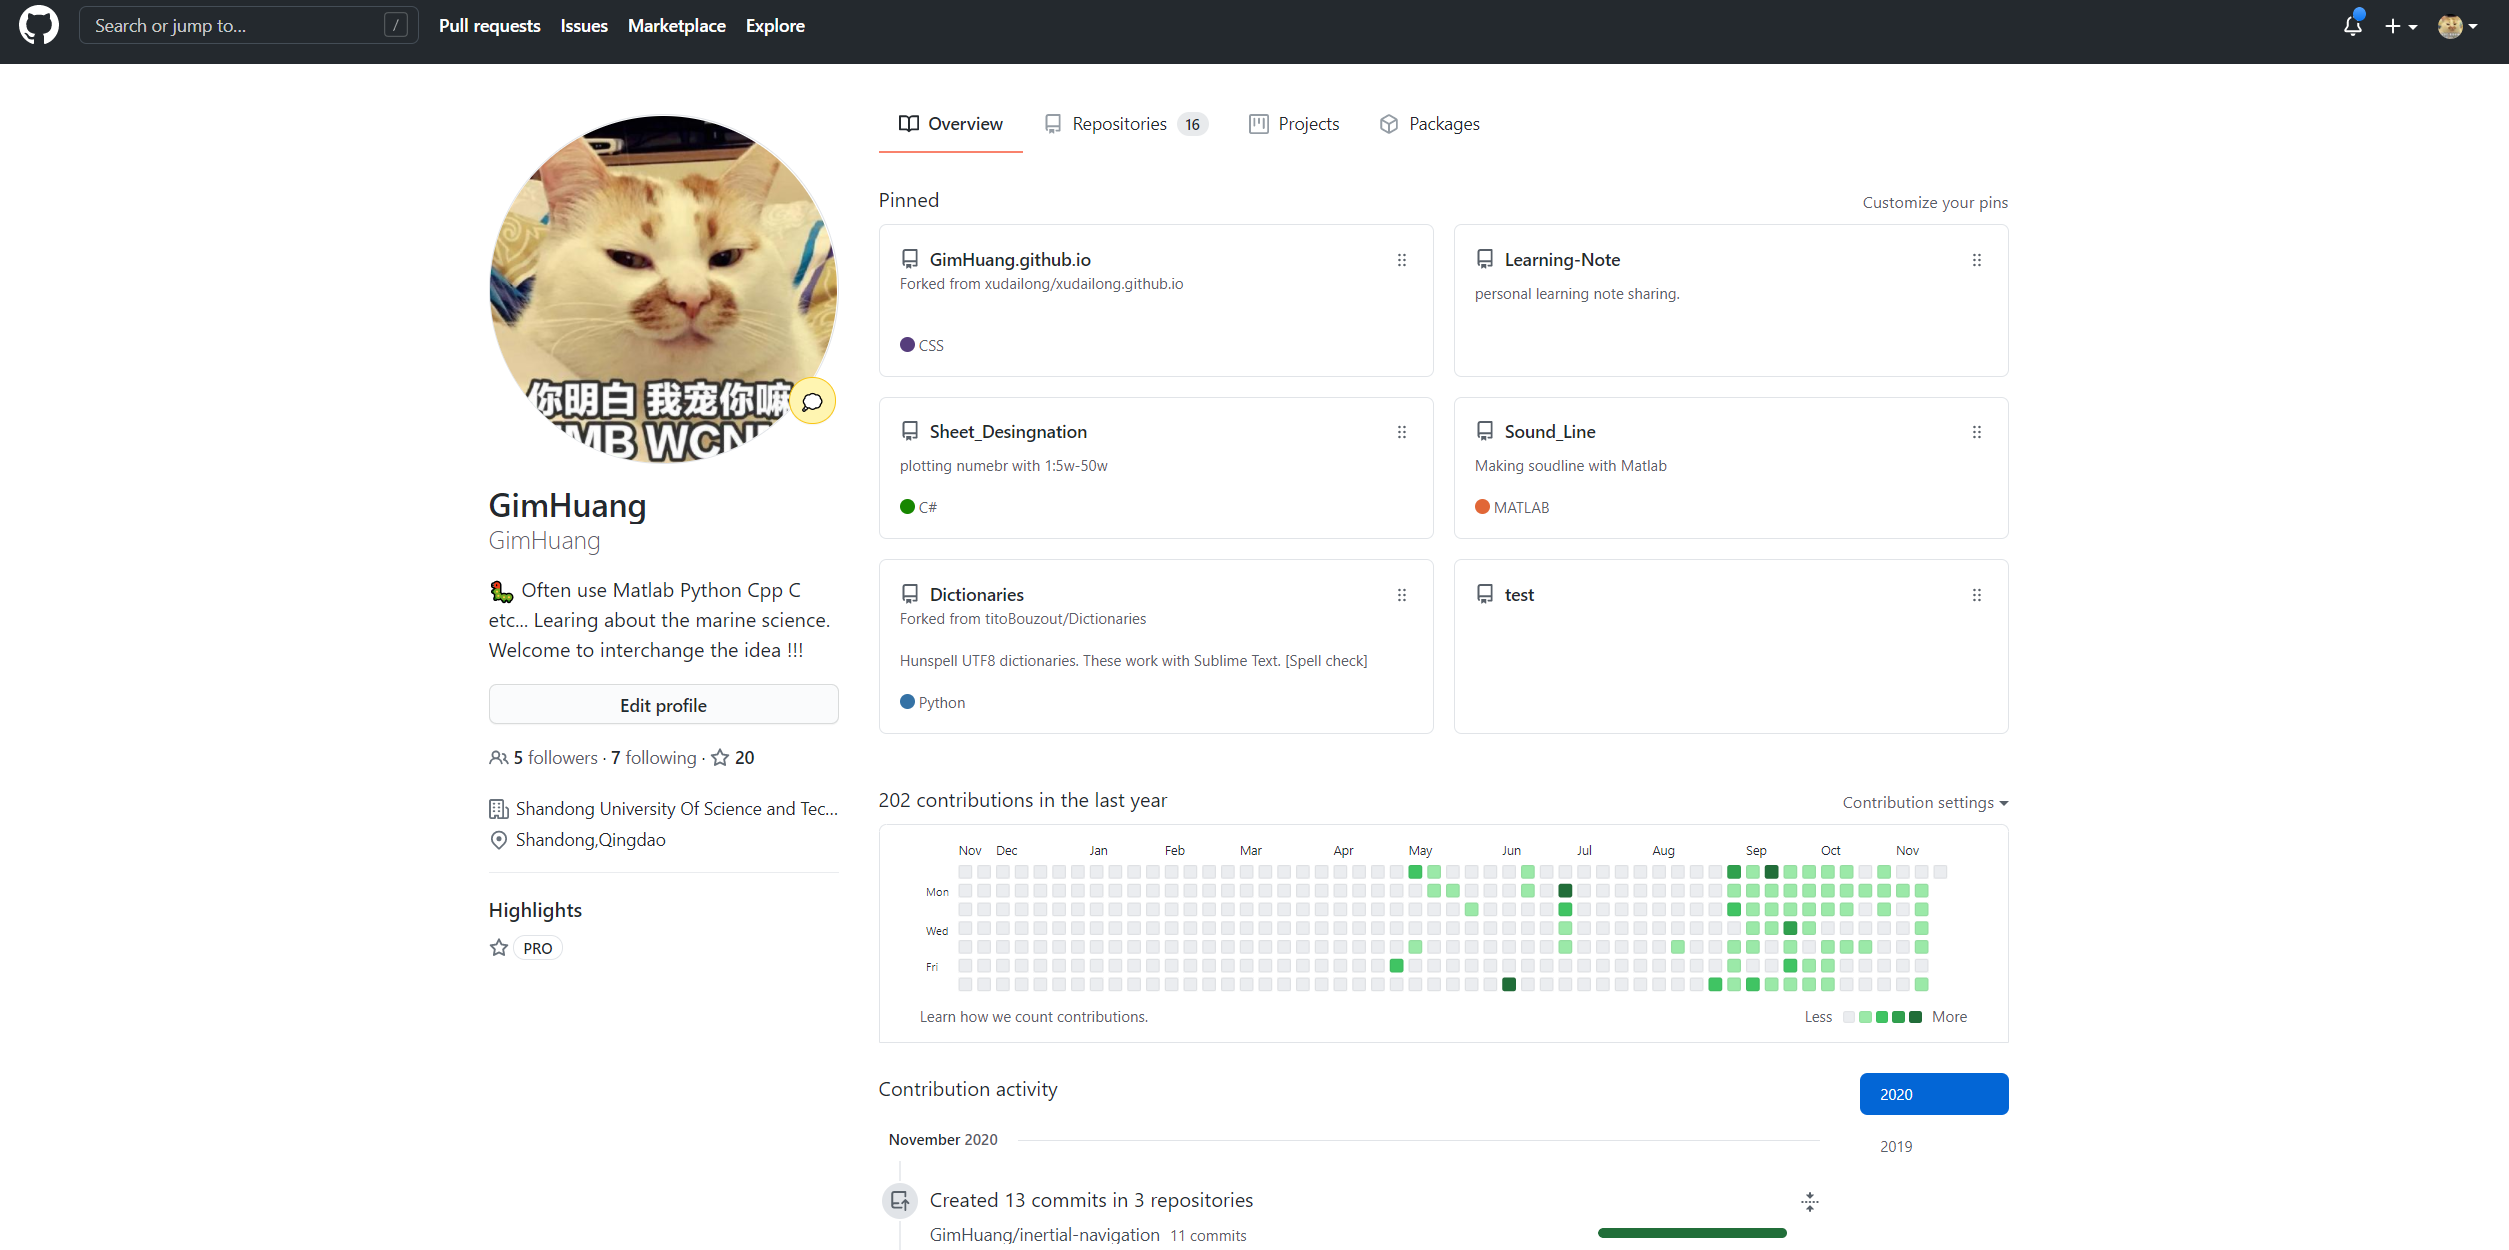 Search or jump to... /
Pull requests Issues Marketplace Explore
Overview Repositories 16 Projects Packages
你明白 我宠你嘛
MB WCN
GimHuang
GimHuang
Often use Matlab Python Cpp C
etc... Learing about the marine science.
Welcome to interchange the idea !!!
Edit profile
5 followers · 7 following · 20
Shandong University Of Science and Tec...
Shandong,Qingdao
Highlights
PRO
Pinned
Customize your pins
GimHuang.github.io
Forked from xudailong/xudailong.github.io
CSS
Learning-Note
personal learning note sharing.
Sheet_Desingnation
plotting numebr with 1:5w-50w
C#
Sound_Line
Making soudline with Matlab
MATLAB
Dictionaries
Forked from titoBouzout/Dictionaries
Hunspell UTF8 dictionaries. These work with Sublime Text. [Spell check]
Python
test
202 contributions in the last year
Contribution settings
Nov Dec Jan Feb Mar Apr May Jun Jul Aug Sep Oct Nov
Mon
Wed
Fri
Learn how we count contributions.
Less More
Contribution activity
2020
2019
November 2020
Created 13 commits in 3 repositories
GimHuang/inertial-navigation 11 commits